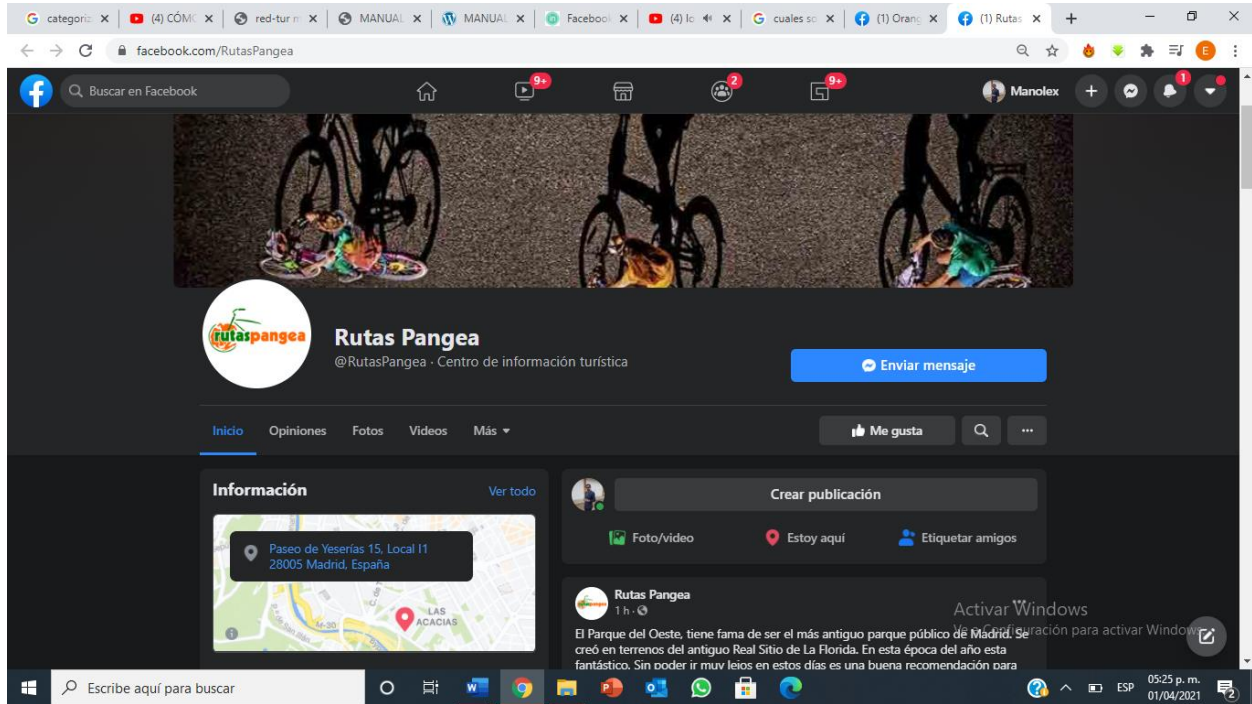 categoriz
(4) CÓMO
red-tur m
MANUAL
MANUAL
Facebook
(4) lo
cuales so
(1) Orang
(1) Rutas
facebook.com/RutasPangea
E
Buscar en Facebook
9+
2
9+
Manolex
1
rutaspangea
Rutas Pangea
@RutasPangea · Centro de información turística
Enviar mensaje
Inicio
Opiniones
Fotos
Videos
Más
Me gusta
Información
Ver todo
Crear publicación
Paseo de Yeserías 15, Local I1
28005 Madrid, España
M-30
LAS
ACACIAS
Foto/video
Estoy aquí
Etiquetar amigos
Rutas Pangea
1 h ·
El Parque del Oeste, tiene fama de ser el más antiguo parque público de Madrid. Se
creó en terrenos del antiguo Real Sitio de La Florida. En esta época del año esta
fantástico. Sin poder ir muy lejos en estos días es una buena recomendación para
Activar Windows
Ve a Configuración para activar Windows
Escribe aquí para buscar
ESP
05:25 p. m.
01/04/2021
2